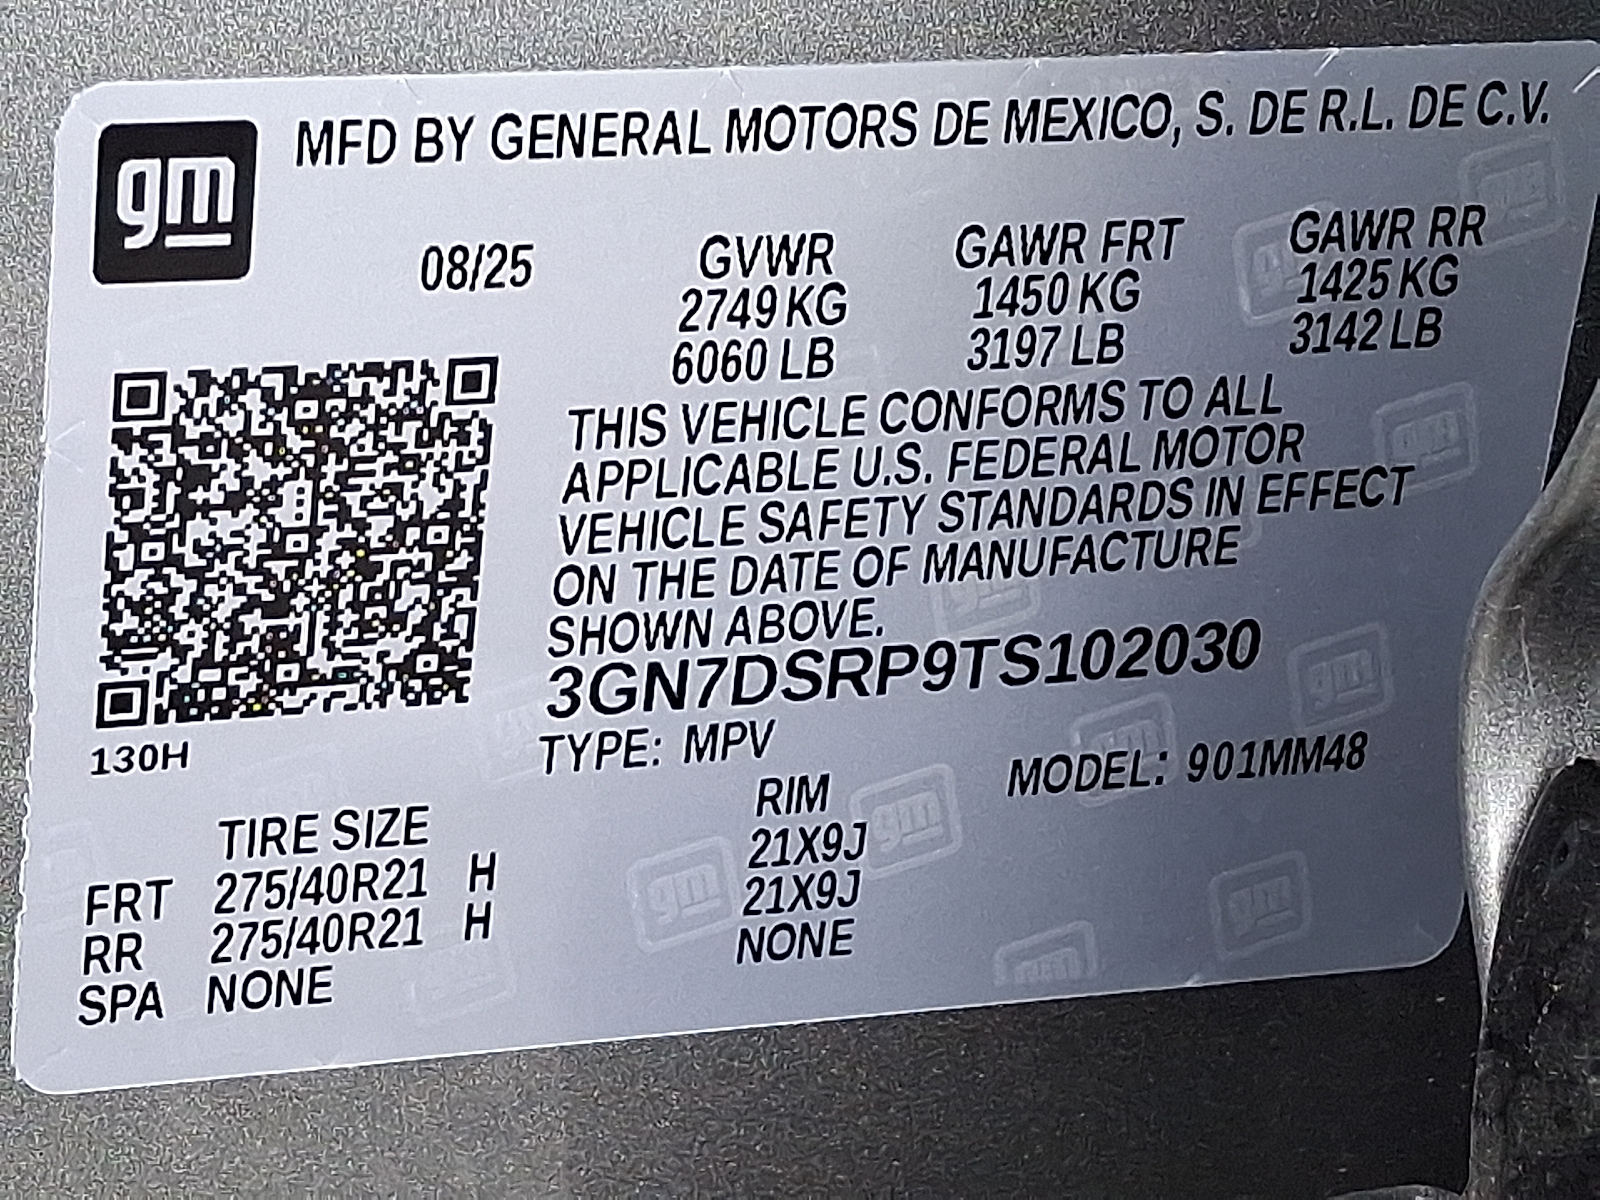 gm
MFD BY GENERAL MOTORS DE MEXICO, S. DE R.L. DE C.V.
08/25 GVWR GAWR FRT GAWR RR
2749 KG 1450 KG 1425 KG
6060 LB 3197 LB 3142 LB
THIS VEHICLE CONFORMS TO ALL
APPLICABLE U.S. FEDERAL MOTOR
VEHICLE SAFETY STANDARDS IN EFFECT
ON THE DATE OF MANUFACTURE
SHOWN ABOVE.
3GN7DSRP9TS102030
130H TYPE: MPV MODEL: 901MM48
TIRE SIZE RIM
FRT 275/40R21 H 21X9J
RR 275/40R21 H 21X9J
SPA NONE NONE